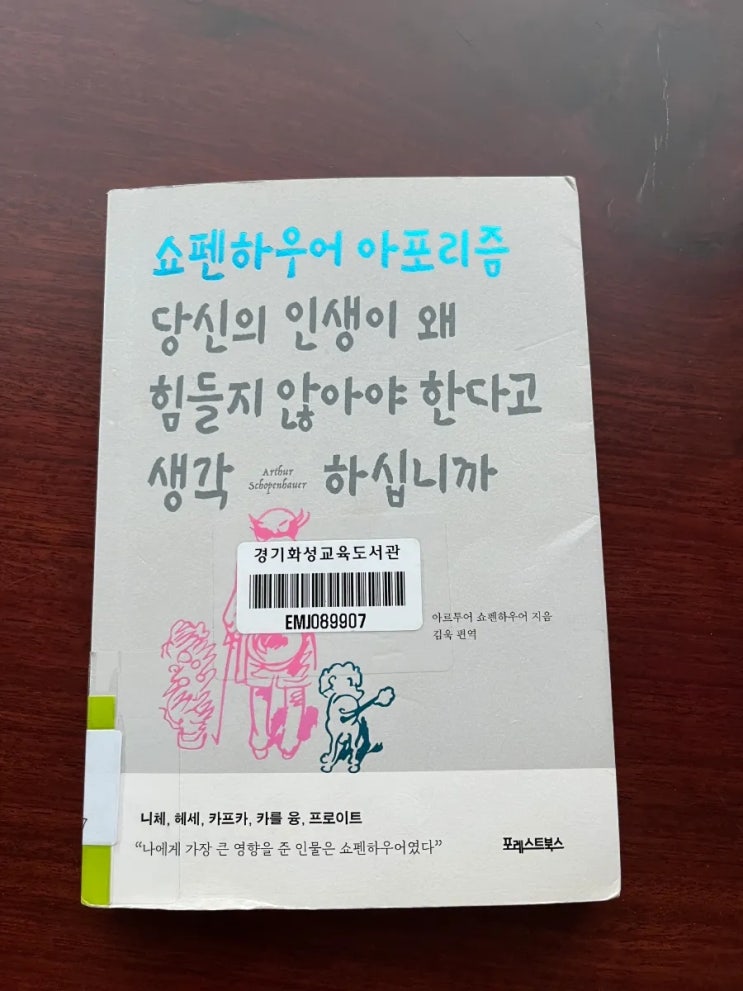 쇼펜하우어 아포리즘
당신의 인생이 왜
힘들지 않아야 한다고
생각 하십니까
Arthur
Schopenhauer
경기화성교육도서관
EMJ089907
아르투어 쇼펜하우어 지음
김욱 편역
7
니체, 헤세, 카프카, 카를 융, 프로이트
“나에게 가장 큰 영향을 준 인물은 쇼펜하우어였다”
포레스트북스